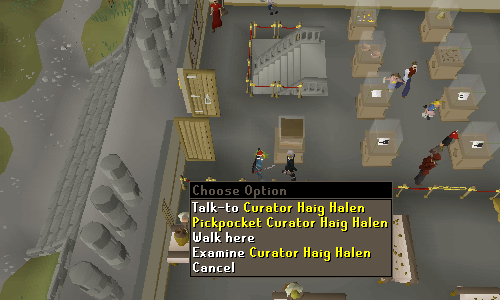 Choose Option
Talk-to Curator Haig Halen
Pickpocket Curator Haig Halen
Walk here
Examine Curator Haig Halen
Cancel